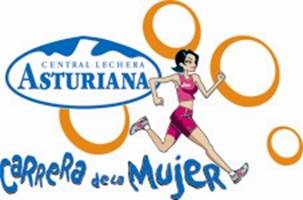 CENTRAL LECHERA
ASTURIANA
CARRERA de la MUJER